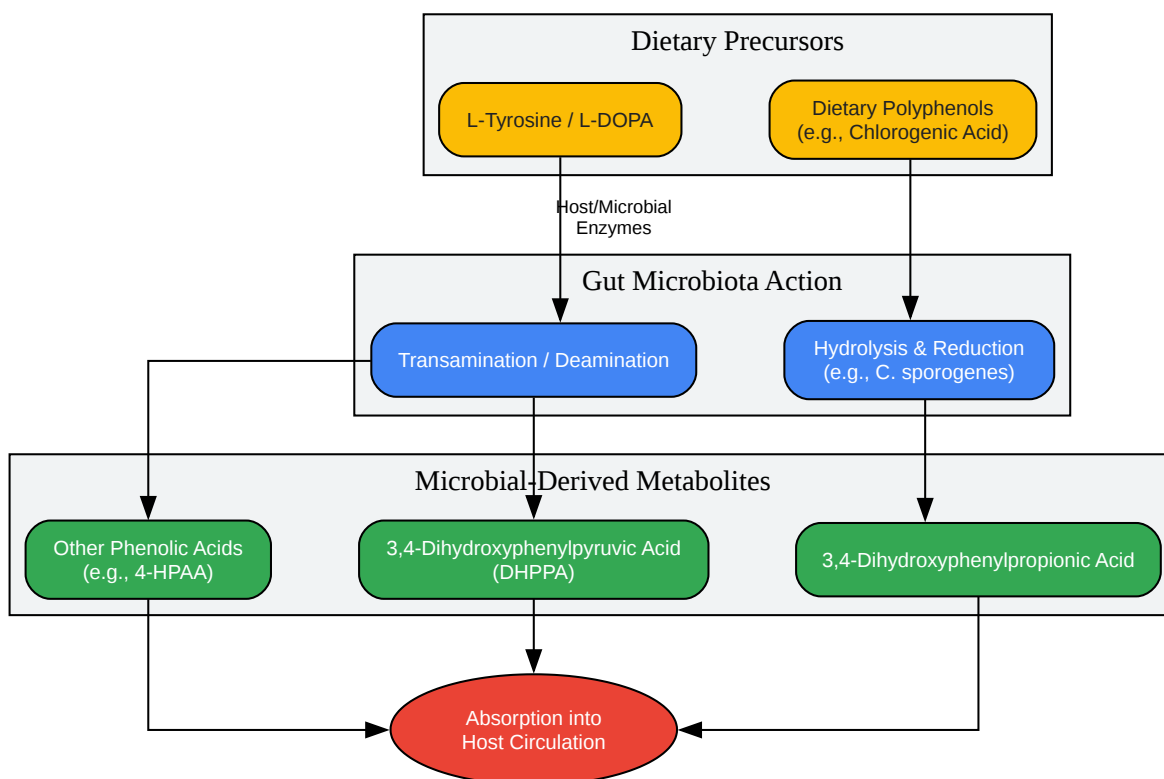 Dietary Precursors
L-Tyrosine / L-DOPA
Dietary Polyphenols
(e.g., Chlorogenic Acid)
Host/Microbial
Enzymes
Gut Microbiota Action
Transamination / Deamination
Hydrolysis & Reduction
(e.g., C. sporogenes)
Microbial-Derived Metabolites
Other Phenolic Acids
(e.g., 4-HPAA)
3,4-Dihydroxyphenylpyruvic Acid
(DHPPA)
3,4-Dihydroxyphenylpropionic Acid
Absorption into
Host Circulation